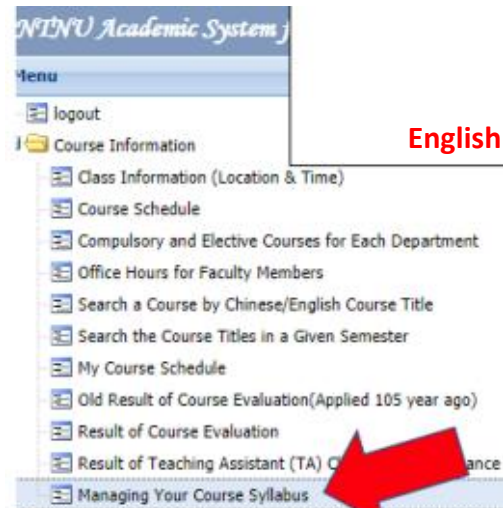 NTNU Academic System f
Menu
logout
Course Information
English
Class Information (Location & Time)
Course Schedule
Compulsory and Elective Courses for Each Department
Office Hours for Faculty Members
Search a Course by Chinese/English Course Title
Search the Course Titles in a Given Semester
My Course Schedule
Old Result of Course Evaluation(Applied 105 year ago)
Result of Course Evaluation
Result of Teaching Assistant (TA)
Managing Your Course Syllabus